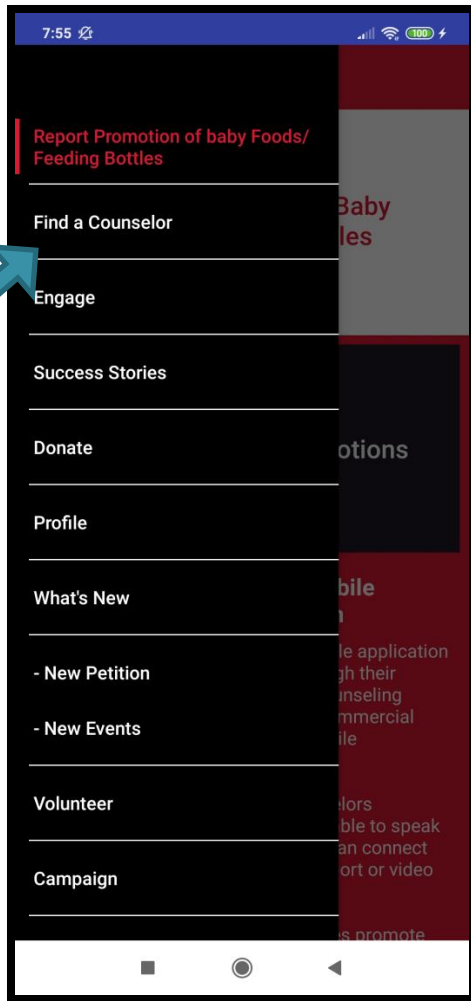 7:55
100
Report Promotion of baby Foods/
Feeding Bottles
Baby
les
Find a Counselor
Engage
Success Stories
Donate
otions
Profile
What's New
bile
- New Petition
le application
gh their
unseling
mmercial
ile
- New Events
Volunteer
elors
ble to speak
an connect
ort or video
Campaign
es promote